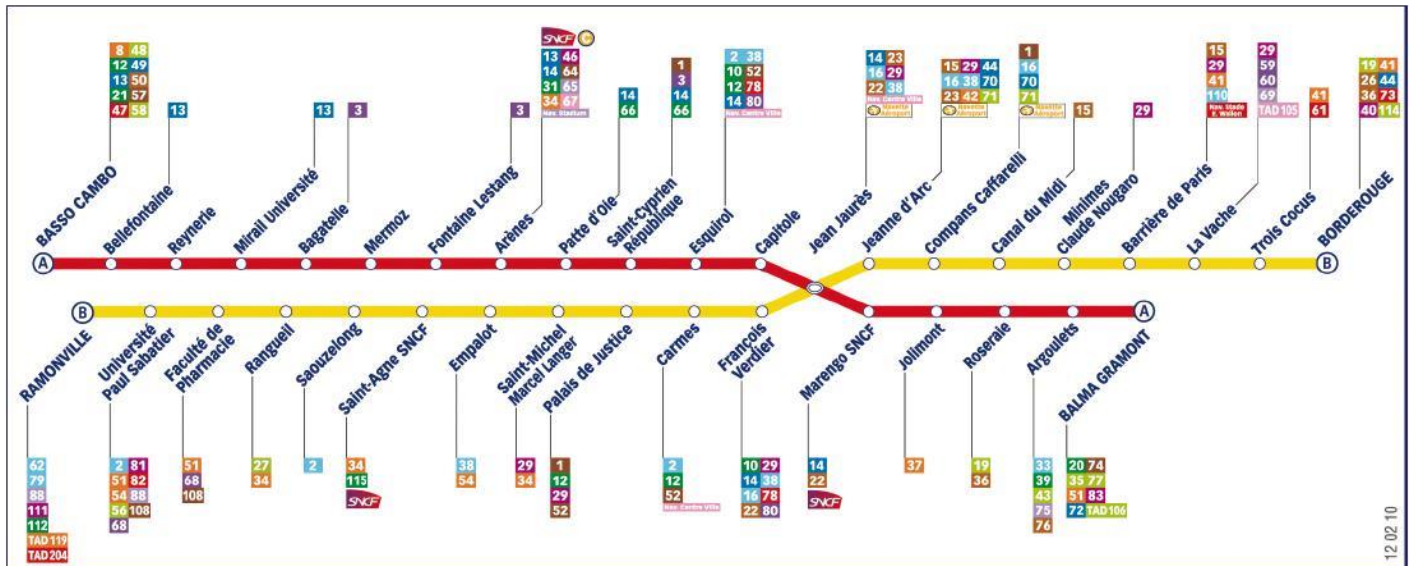 8 48
12 49
13 50
21 57
47 58
13
13
3
3
SNCF C
13 46
14 64
31 65
34 67
Nav. Stadium
14
66
1
3
14
66
2 38
10 52
12 78
14 80
Nav. Centre Ville
14 23
16 29
22 38
Nav. Centre Ville
Navette Aéroport
15 29 44
16 38 70
23 42 71
Navette Aéroport
1
16
70
71
Navette Aéroport
15
29
15
29
41
110
Nav. Stade E. Wallon
29
59
60
69
TAD 105
41
61
19 41
26 44
36 73
40 114
BASSO CAMBO
Bellefontaine
Reynerie
Mirail Université
Bagatelle
Mermoz
Fontaine Lestang
Arènes
Patte d'Oie
Saint-Cyprien
République
Esquirol
Capitole
Jean Jaurès
Jeanne d'Arc
Compans Caffarelli
Canal du Midi
Minimes
Claude Nougaro
Barrière de Paris
La Vache
Trois Cocus
BORDEROUGE
A
B
B
A
RAMONVILLE
Université
Paul Sabatier
Faculté de
Pharmacie
Rangueil
Saouzelong
Saint-Agne SNCF
Empalot
Saint-Michel
Marcel Langer
Palais de Justice
Carmes
François
Verdier
Marengo SNCF
Jolimont
Roseraie
Argoulets
BALMA GRAMONT
62
79
88
111
112
TAD 119
TAD 204
2 81
51 82
54 88
56 108
68
51
68
108
27
34
2
34
115
SNCF
38
54
29
34
1
12
29
52
2
12
52
Nav. Centre Ville
10 29
14 38
16 78
22 80
14
22
SNCF
37
19
36
33
39
43
75
76
20 74
35 77
51 83
72 TAD 106
12 02 10